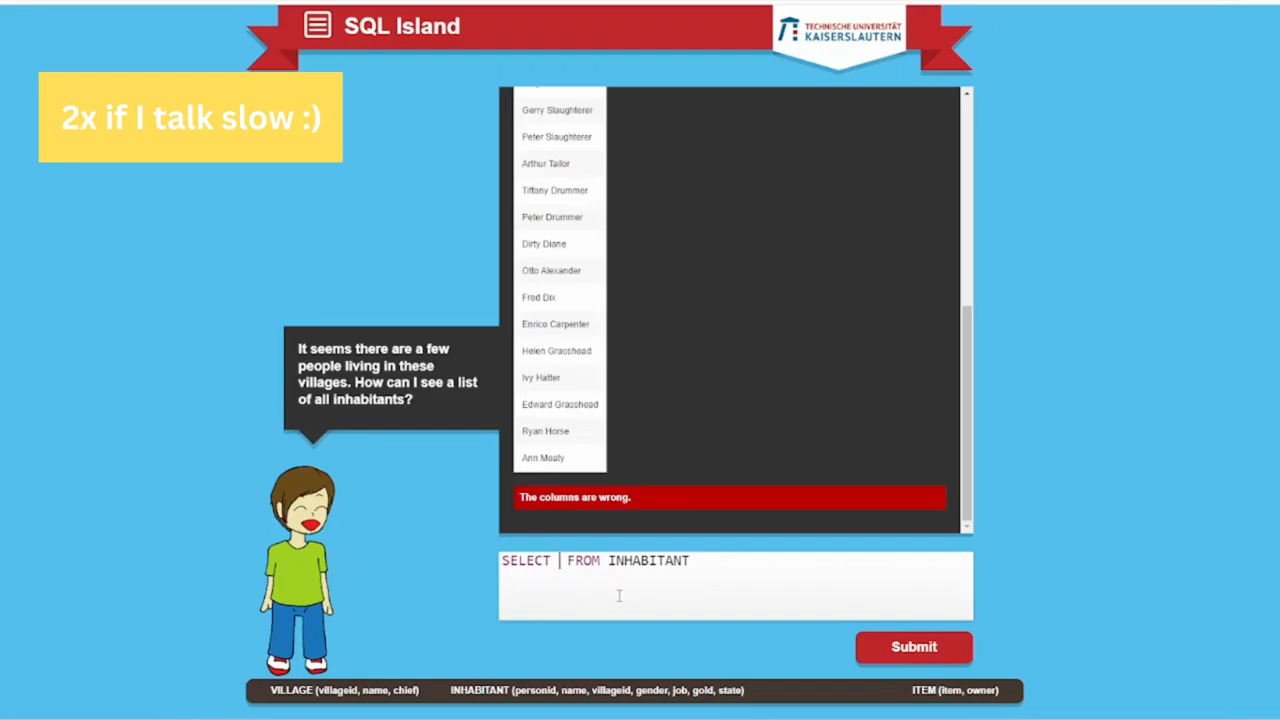 SQL Island
TECHNISCHE UNIVERSITÄT
KAISERSLAUTERN
2x if I talk slow :)
Gerry Slaughterer
Peter Slaughterer
Arthur Tailor
Tiffany Drummer
Peter Drummer
Dirty Diane
Otto Alexander
Fred Dix
Enrico Carpenter
Helen Grasshead
Ivy Hatter
Edward Grasshead
Ryan Horse
Ann Meaty
It seems there are a few
people living in these
villages. How can I see a list
of all inhabitants?
The columns are wrong.
SELECT FROM INHABITANT
Submit
VILLAGE (villageid, name, chief) INHABITANT (personid, name, villageid, gender, job, gold, state) ITEM (item, owner)